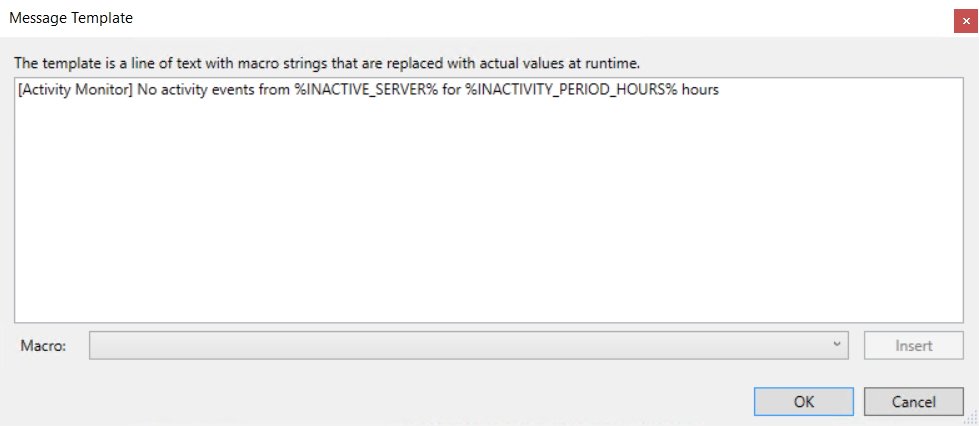 Message Template
The template is a line of text with macro strings that are replaced with actual values at runtime.
[Activity Monitor] No activity events from %INACTIVE_SERVER% for %INACTIVITY_PERIOD_HOURS% hours
Macro:
Insert
OK
Cancel